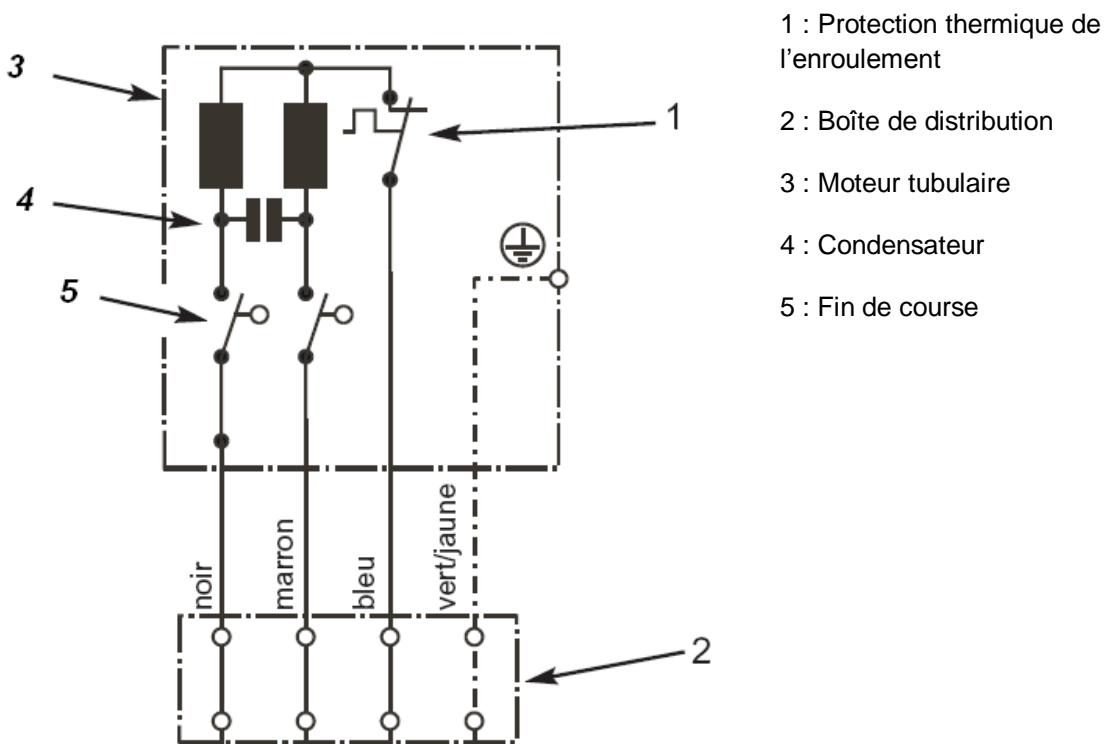 3
4
5
1
noir
marron
bleu
vert/jaune
2
1 : Protection thermique de
l’enroulement
2 : Boîte de distribution
3 : Moteur tubulaire
4 : Condensateur
5 : Fin de course